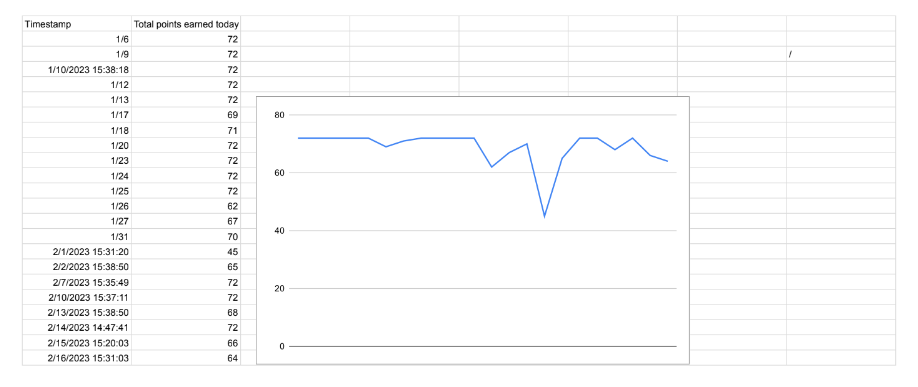 Timestamp Total points earned today
1/6 72
1/9 72 /
1/10/2023 15:38:18 72
1/12 72
1/13 72
1/17 69
1/18 71
1/20 72
1/23 72
1/24 72
1/25 72
1/26 62
1/27 67
1/31 70
2/1/2023 15:31:20 45
2/2/2023 15:38:50 65
2/7/2023 15:35:49 72
2/10/2023 15:37:11 72
2/13/2023 15:38:50 68
2/14/2023 14:47:41 72
2/15/2023 15:20:03 66
2/16/2023 15:31:03 64
80
60
40
20
0